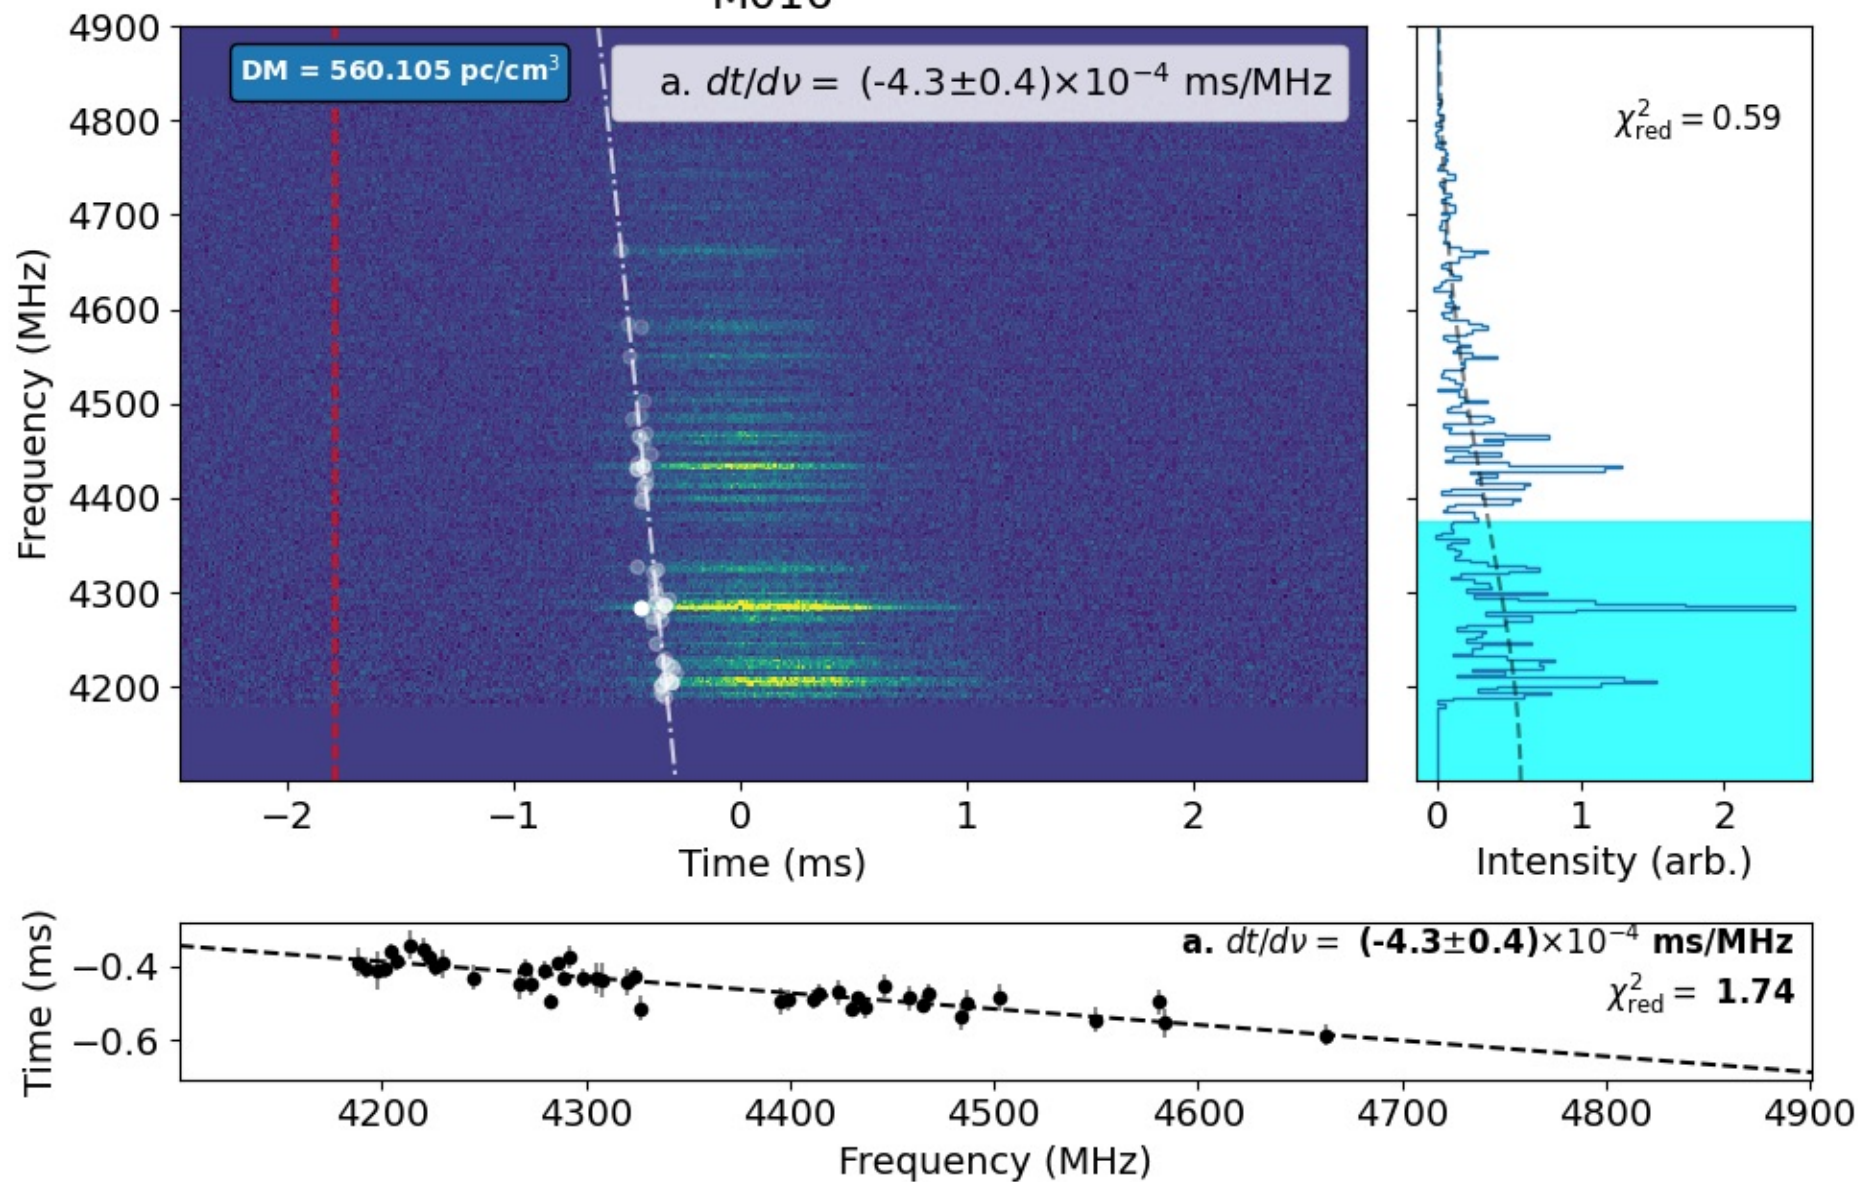 DM = 560.105 pc/cm³
a. dt/dν = (-4.3±0.4)×10⁻⁴ ms/MHz
χ²red = 0.59
4900
4800
4700
4600
4500
4400
4300
4200
Frequency (MHz)
−2 −1 0 1 2
Time (ms)
0 1 2
Intensity (arb.)
a. dt/dν = (-4.3±0.4)×10⁻⁴ ms/MHz
χ²red = 1.74
−0.4
−0.6
Time (ms)
4200 4300 4400 4500 4600 4700 4800 4900
Frequency (MHz)